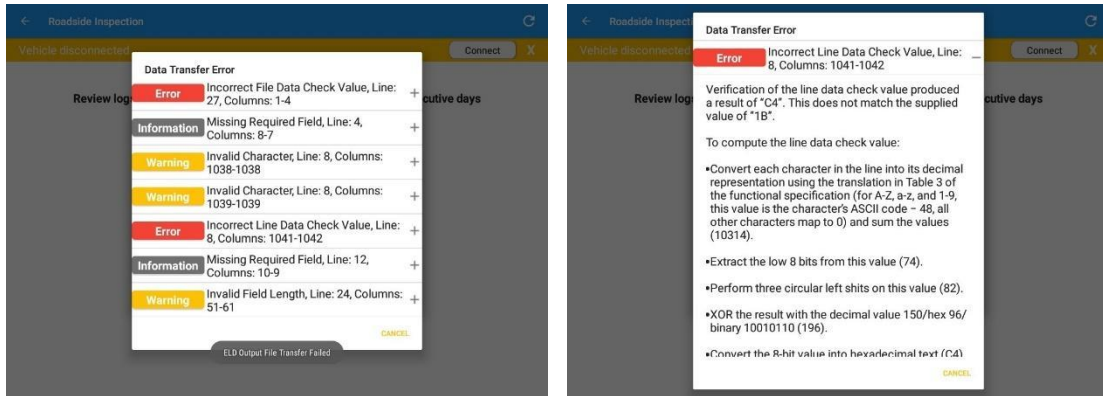 Roadside Inspection
Vehicle disconnected
Connect X
Review log
cutive days
Data Transfer Error
Error Incorrect File Data Check Value, Line: 27, Columns: 1-4 +
Information Missing Required Field, Line: 4, Columns: 8-7 +
Warning Invalid Character, Line: 8, Columns: 1038-1038 +
Warning Invalid Character, Line: 8, Columns: 1039-1039 +
Error Incorrect Line Data Check Value, Line: 8, Columns: 1041-1042 +
Information Missing Required Field, Line: 12, Columns: 10-9 +
Warning Invalid Field Length, Line: 24, Columns: 51-61 +
CANCEL
ELD Output File Transfer Failed
Roadside Inspecti
Vehicle disconnected
Connect X
Review log
cutive days
Data Transfer Error
Error Incorrect Line Data Check Value, Line: 8, Columns: 1041-1042 −
Verification of the line data check value produced
a result of "C4". This does not match the supplied
value of "1B".
To compute the line data check value:
▪Convert each character in the line into its decimal
representation using the translation in Table 3 of
the functional specification (for A-Z, a-z, and 1-9,
this value is the character's ASCII code − 48, all
other characters map to 0) and sum the values
(10314).
▪Extract the low 8 bits from this value (74).
▪Perform three circular left shits on this value (82).
▪XOR the result with the decimal value 150/hex 96/
binary 10010110 (196).
▪Convert the 8-bit value into hexadecimal text (C4)
CANCEL